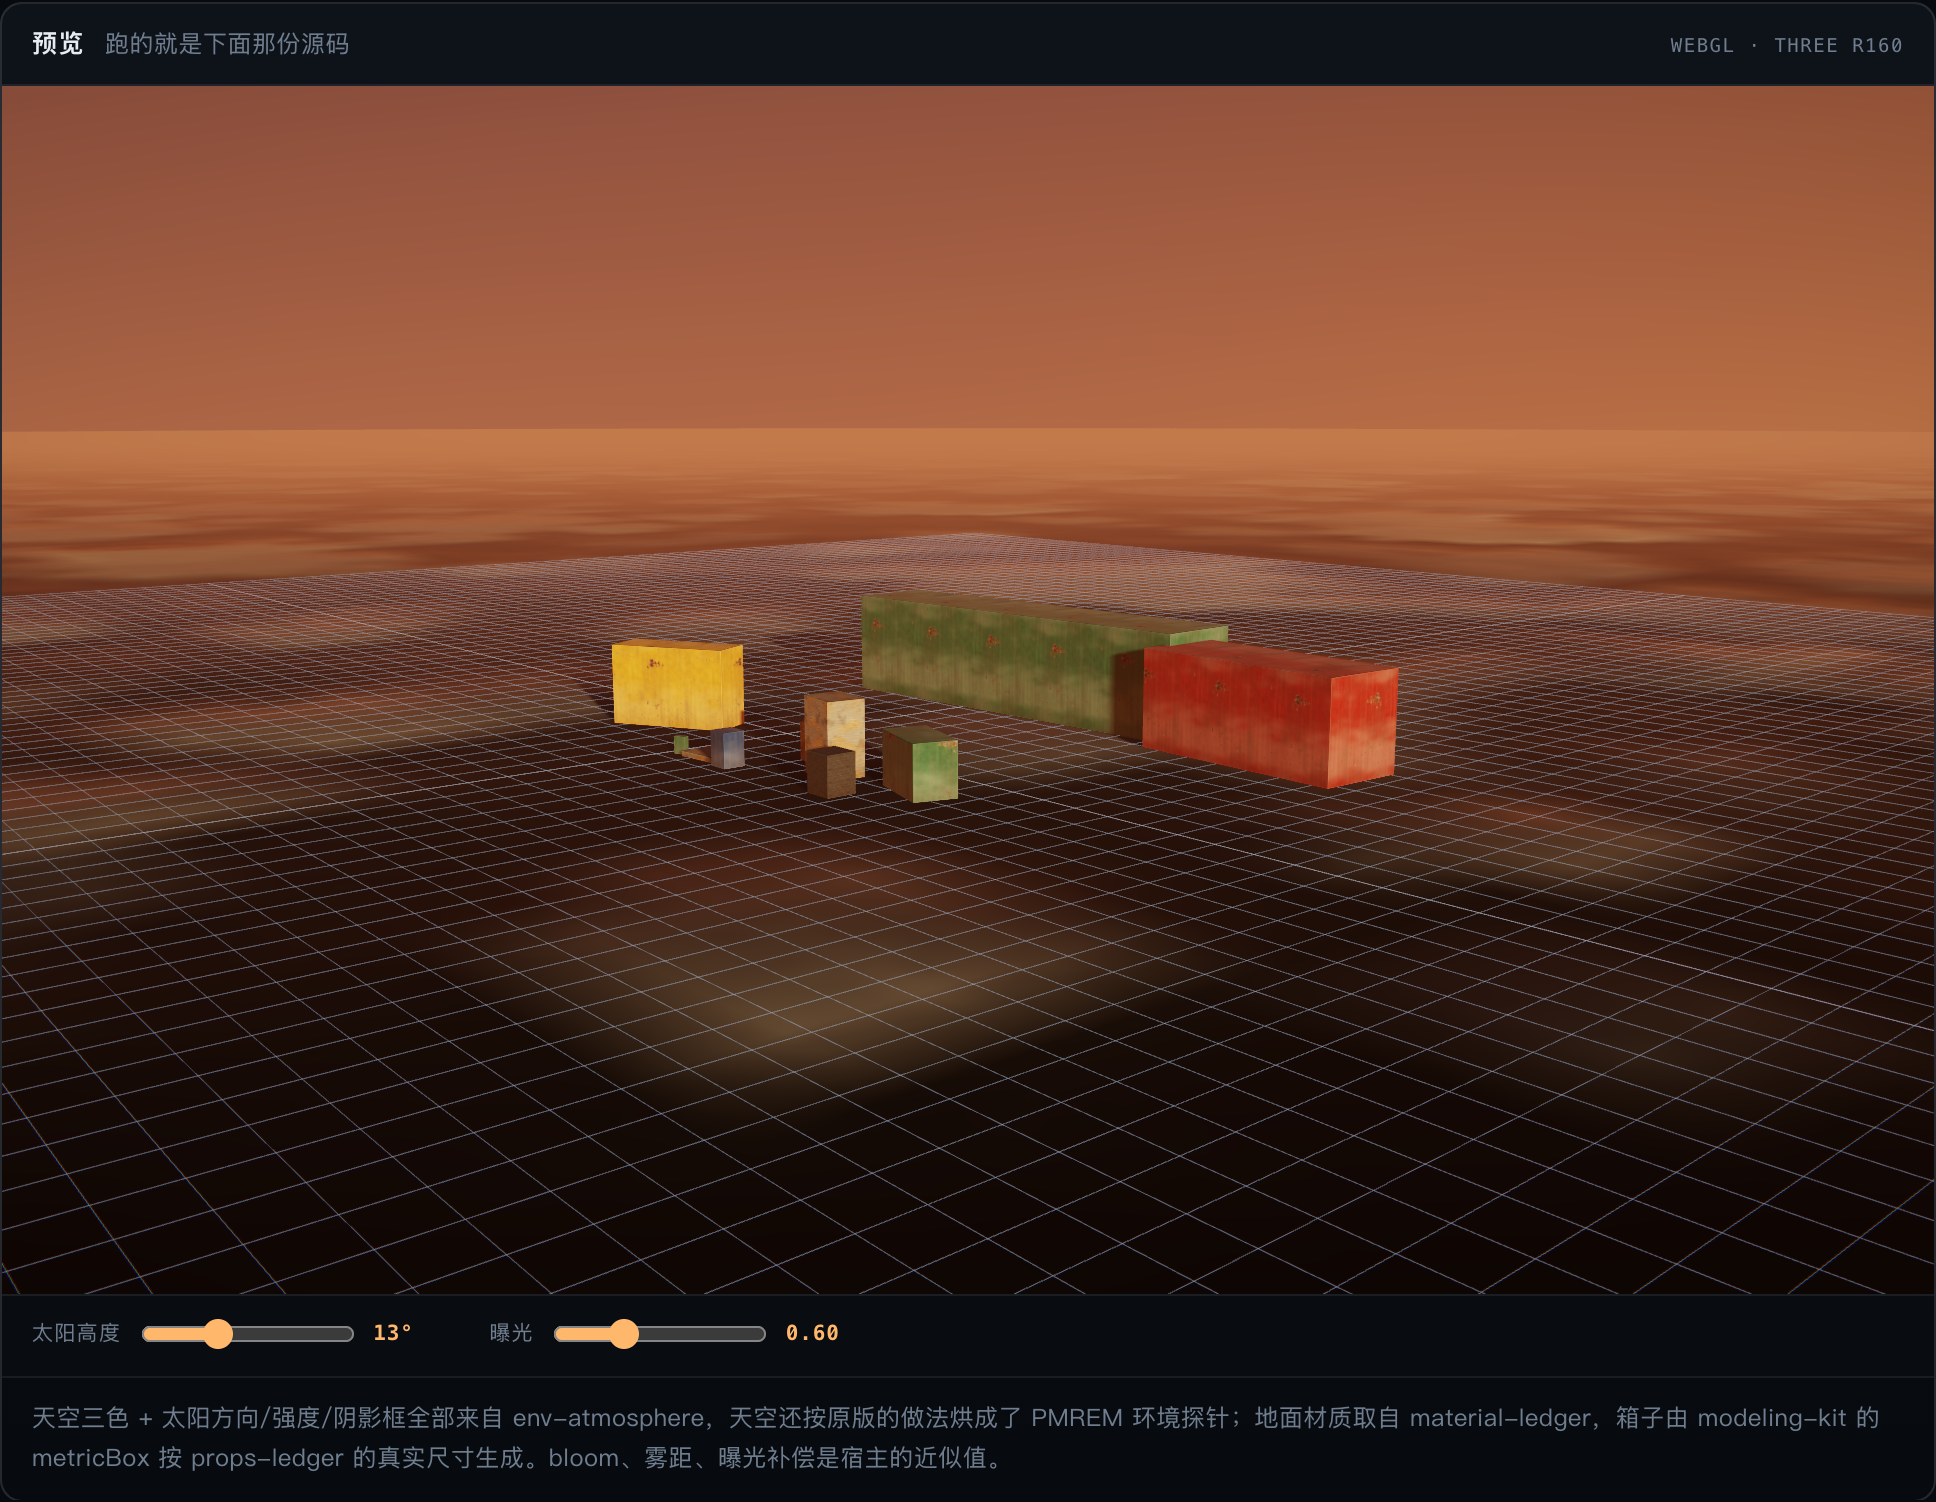 预览 跑的就是下面那份源码 WEBGL · THREE R160
太阳高度 13° 曝光 0.60
天空三色 + 太阳方向/强度/阴影框全部来自 env-atmosphere，天空还按原版的做法烘成了 PMREM 环境探针；地面材质取自 material-ledger，箱子由 modeling-kit 的
metricBox 按 props-ledger 的真实尺寸生成。bloom、雾距、曝光补偿是宿主的近似值。